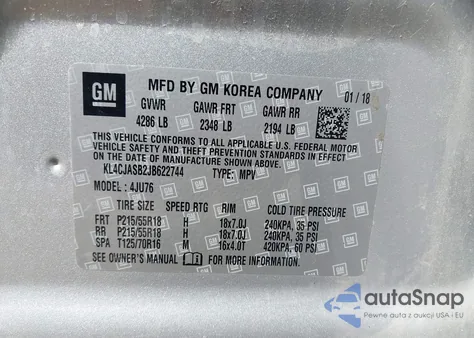 GM
MFD BY GM KOREA COMPANY 01/18
GVWR GAWR FRT GAWR RR
4286 LB 2348 LB 2194 LB
THIS VEHICLE CONFORMS TO ALL APPLICABLE U.S. FEDERAL MOTOR
VEHICLE SAFETY, BUMPER, AND THEFT PREVENTION STANDARDS
IN EFFECT ON THE DATE OF MANUFACTURE SHOWN ABOVE.
KL4CJASB2JB622744 TYPE: MPV
MODEL: 4JU76
TIRE SIZE SPEED RTG RIM COLD TIRE PRESSURE
FRT P215/55R18 H 18x7.0J 240KPA, 35 PSI
RR P215/55R18 H 18x7.0J 240KPA, 35 PSI
SPA T125/70R16 M 16x4.0T 420KPA, 60 PSI
SEE OWNER'S MANUAL FOR MORE INFORMATION.
autoSnap
Pewne auta z aukcji USA i EU